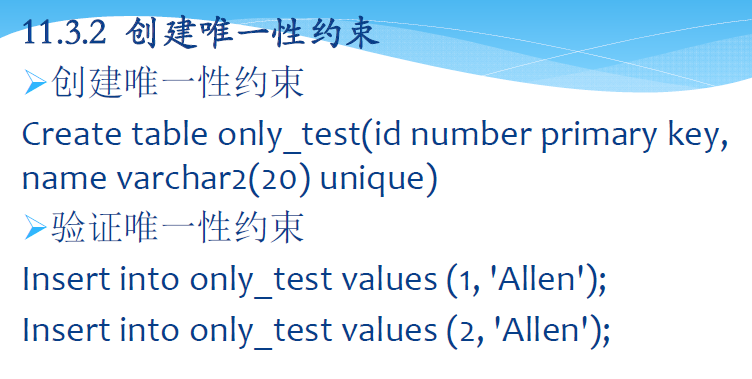 11.3.2 创建唯一性约束
➢创建唯一性约束
Create table only_test(id number primary key,
name varchar2(20) unique)
➢验证唯一性约束
Insert into only_test values (1, 'Allen');
Insert into only_test values (2, 'Allen');